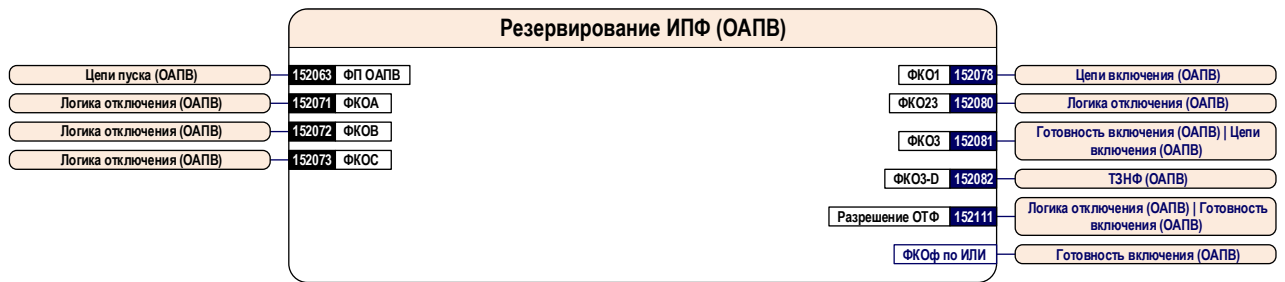 Резервирование ИПФ (ОАПВ)
Цепи пуска (ОАПВ) 152063 ФП ОАПВ
Логика отключения (ОАПВ) 152071 ФКОА
Логика отключения (ОАПВ) 152072 ФКОВ
Логика отключения (ОАПВ) 152073 ФКОС
ФКО1 152078 Цепи включения (ОАПВ)
ФКО23 152080 Логика отключения (ОАПВ)
ФКО3 152081 Готовность включения (ОАПВ) | Цепи
включения (ОАПВ)
ФКО3-D 152082 ТЗНФ (ОАПВ)
Разрешение ОТФ 152111 Логика отключения (ОАПВ) | Готовность
включения (ОАПВ)
ФКОф по ИЛИ Готовность включения (ОАПВ)